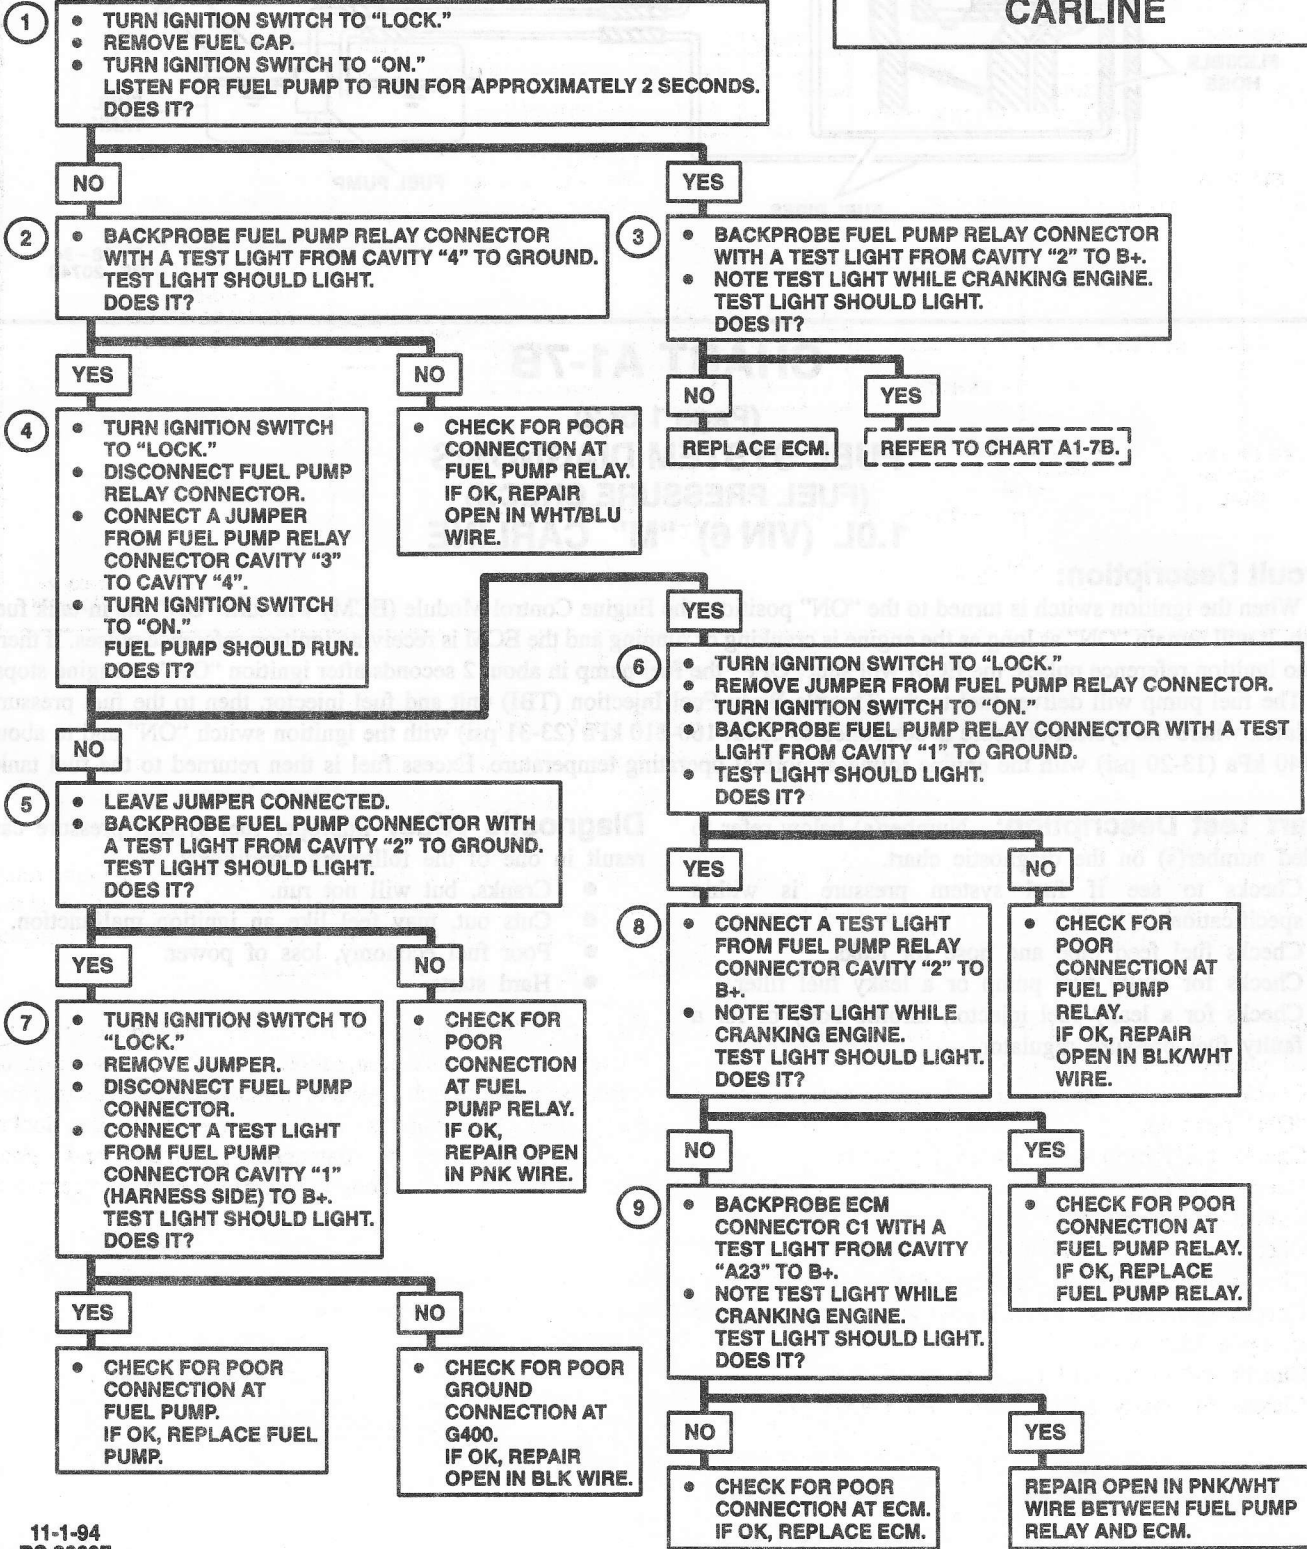 CARLINE
1
• TURN IGNITION SWITCH TO “LOCK.”
• REMOVE FUEL CAP.
• TURN IGNITION SWITCH TO “ON.”
LISTEN FOR FUEL PUMP TO RUN FOR APPROXIMATELY 2 SECONDS.
DOES IT?
NO
YES
2
• BACKPROBE FUEL PUMP RELAY CONNECTOR
WITH A TEST LIGHT FROM CAVITY “4” TO GROUND.
TEST LIGHT SHOULD LIGHT.
DOES IT?
3
• BACKPROBE FUEL PUMP RELAY CONNECTOR
WITH A TEST LIGHT FROM CAVITY “2” TO B+.
• NOTE TEST LIGHT WHILE CRANKING ENGINE.
TEST LIGHT SHOULD LIGHT.
DOES IT?
YES
NO
NO
YES
4
• TURN IGNITION SWITCH
TO “LOCK.”
• DISCONNECT FUEL PUMP
RELAY CONNECTOR.
• CONNECT A JUMPER
FROM FUEL PUMP RELAY
CONNECTOR CAVITY “3”
TO CAVITY “4”.
• TURN IGNITION SWITCH
TO “ON.”
FUEL PUMP SHOULD RUN.
DOES IT?
• CHECK FOR POOR
CONNECTION AT
FUEL PUMP RELAY.
IF OK, REPAIR
OPEN IN WHT/BLU
WIRE.
REPLACE ECM.
REFER TO CHART A1-7B.
YES
6
• TURN IGNITION SWITCH TO “LOCK.”
• REMOVE JUMPER FROM FUEL PUMP RELAY CONNECTOR.
• TURN IGNITION SWITCH TO “ON.”
BACKPROBE FUEL PUMP RELAY CONNECTOR WITH A TEST
LIGHT FROM CAVITY “1” TO GROUND.
• TEST LIGHT SHOULD LIGHT.
DOES IT?
NO
5
• LEAVE JUMPER CONNECTED.
• BACKPROBE FUEL PUMP CONNECTOR WITH
A TEST LIGHT FROM CAVITY “2” TO GROUND.
TEST LIGHT SHOULD LIGHT.
DOES IT?
YES
NO
8
• CONNECT A TEST LIGHT
FROM FUEL PUMP RELAY
CONNECTOR CAVITY “2” TO
B+.
• NOTE TEST LIGHT WHILE
CRANKING ENGINE.
TEST LIGHT SHOULD LIGHT.
DOES IT?
• CHECK FOR
POOR
CONNECTION AT
FUEL PUMP
RELAY.
IF OK, REPAIR
OPEN IN BLK/WHT
WIRE.
YES
NO
7
• TURN IGNITION SWITCH TO
“LOCK.”
• REMOVE JUMPER.
• DISCONNECT FUEL PUMP
CONNECTOR.
• CONNECT A TEST LIGHT
FROM FUEL PUMP
CONNECTOR CAVITY “1”
(HARNESS SIDE) TO B+.
TEST LIGHT SHOULD LIGHT.
DOES IT?
• CHECK FOR
POOR
CONNECTION
AT FUEL
PUMP RELAY.
IF OK,
REPAIR OPEN
IN PNK WIRE.
NO
YES
9
• BACKPROBE ECM
CONNECTOR C1 WITH A
TEST LIGHT FROM CAVITY
“A23” TO B+.
• NOTE TEST LIGHT WHILE
CRANKING ENGINE.
TEST LIGHT SHOULD LIGHT.
DOES IT?
• CHECK FOR POOR
CONNECTION AT
FUEL PUMP RELAY.
IF OK, REPLACE
FUEL PUMP RELAY.
YES
NO
• CHECK FOR POOR
CONNECTION AT
FUEL PUMP.
IF OK, REPLACE FUEL
PUMP.
• CHECK FOR POOR
GROUND
CONNECTION AT
G400.
IF OK, REPAIR
OPEN IN BLK WIRE.
NO
YES
• CHECK FOR POOR
CONNECTION AT ECM.
IF OK, REPLACE ECM.
REPAIR OPEN IN PNK/WHT
WIRE BETWEEN FUEL PUMP
RELAY AND ECM.
11-1-94